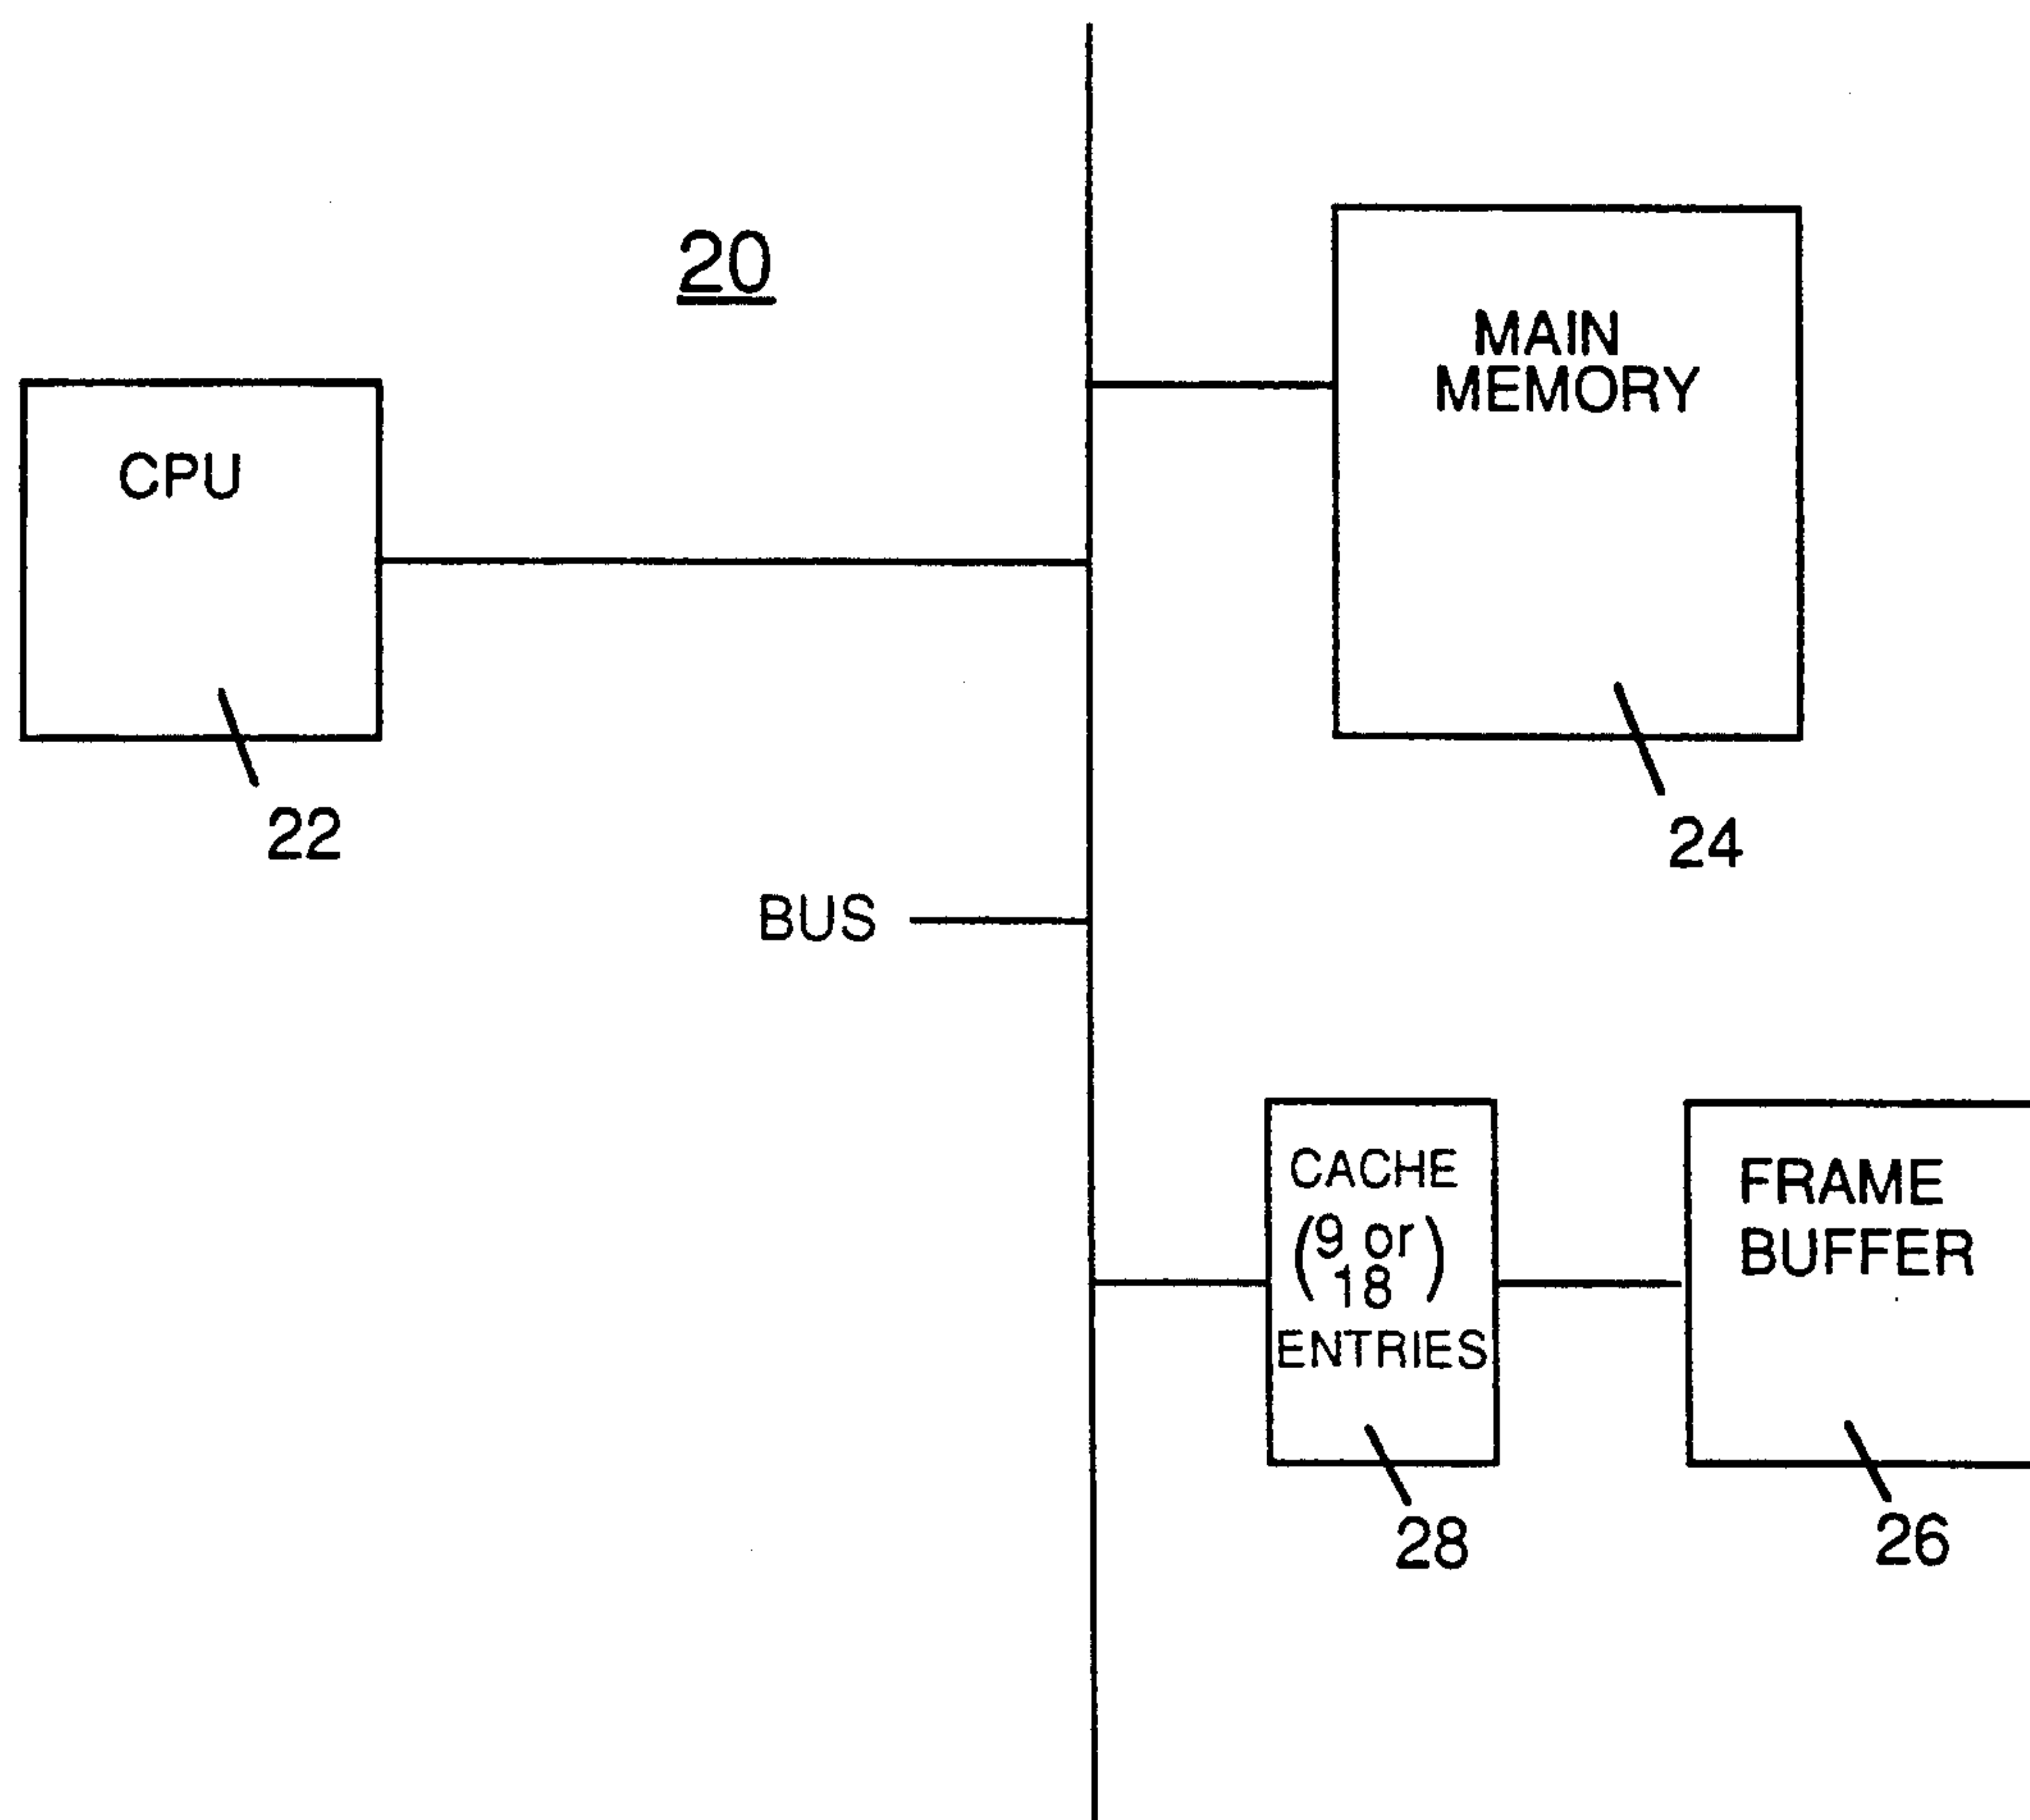 20
MAIN
MEMORY
CPU
22
24
BUS
CACHE
(9 or
18)
ENTRIES
FRAME
BUFFER
28
26